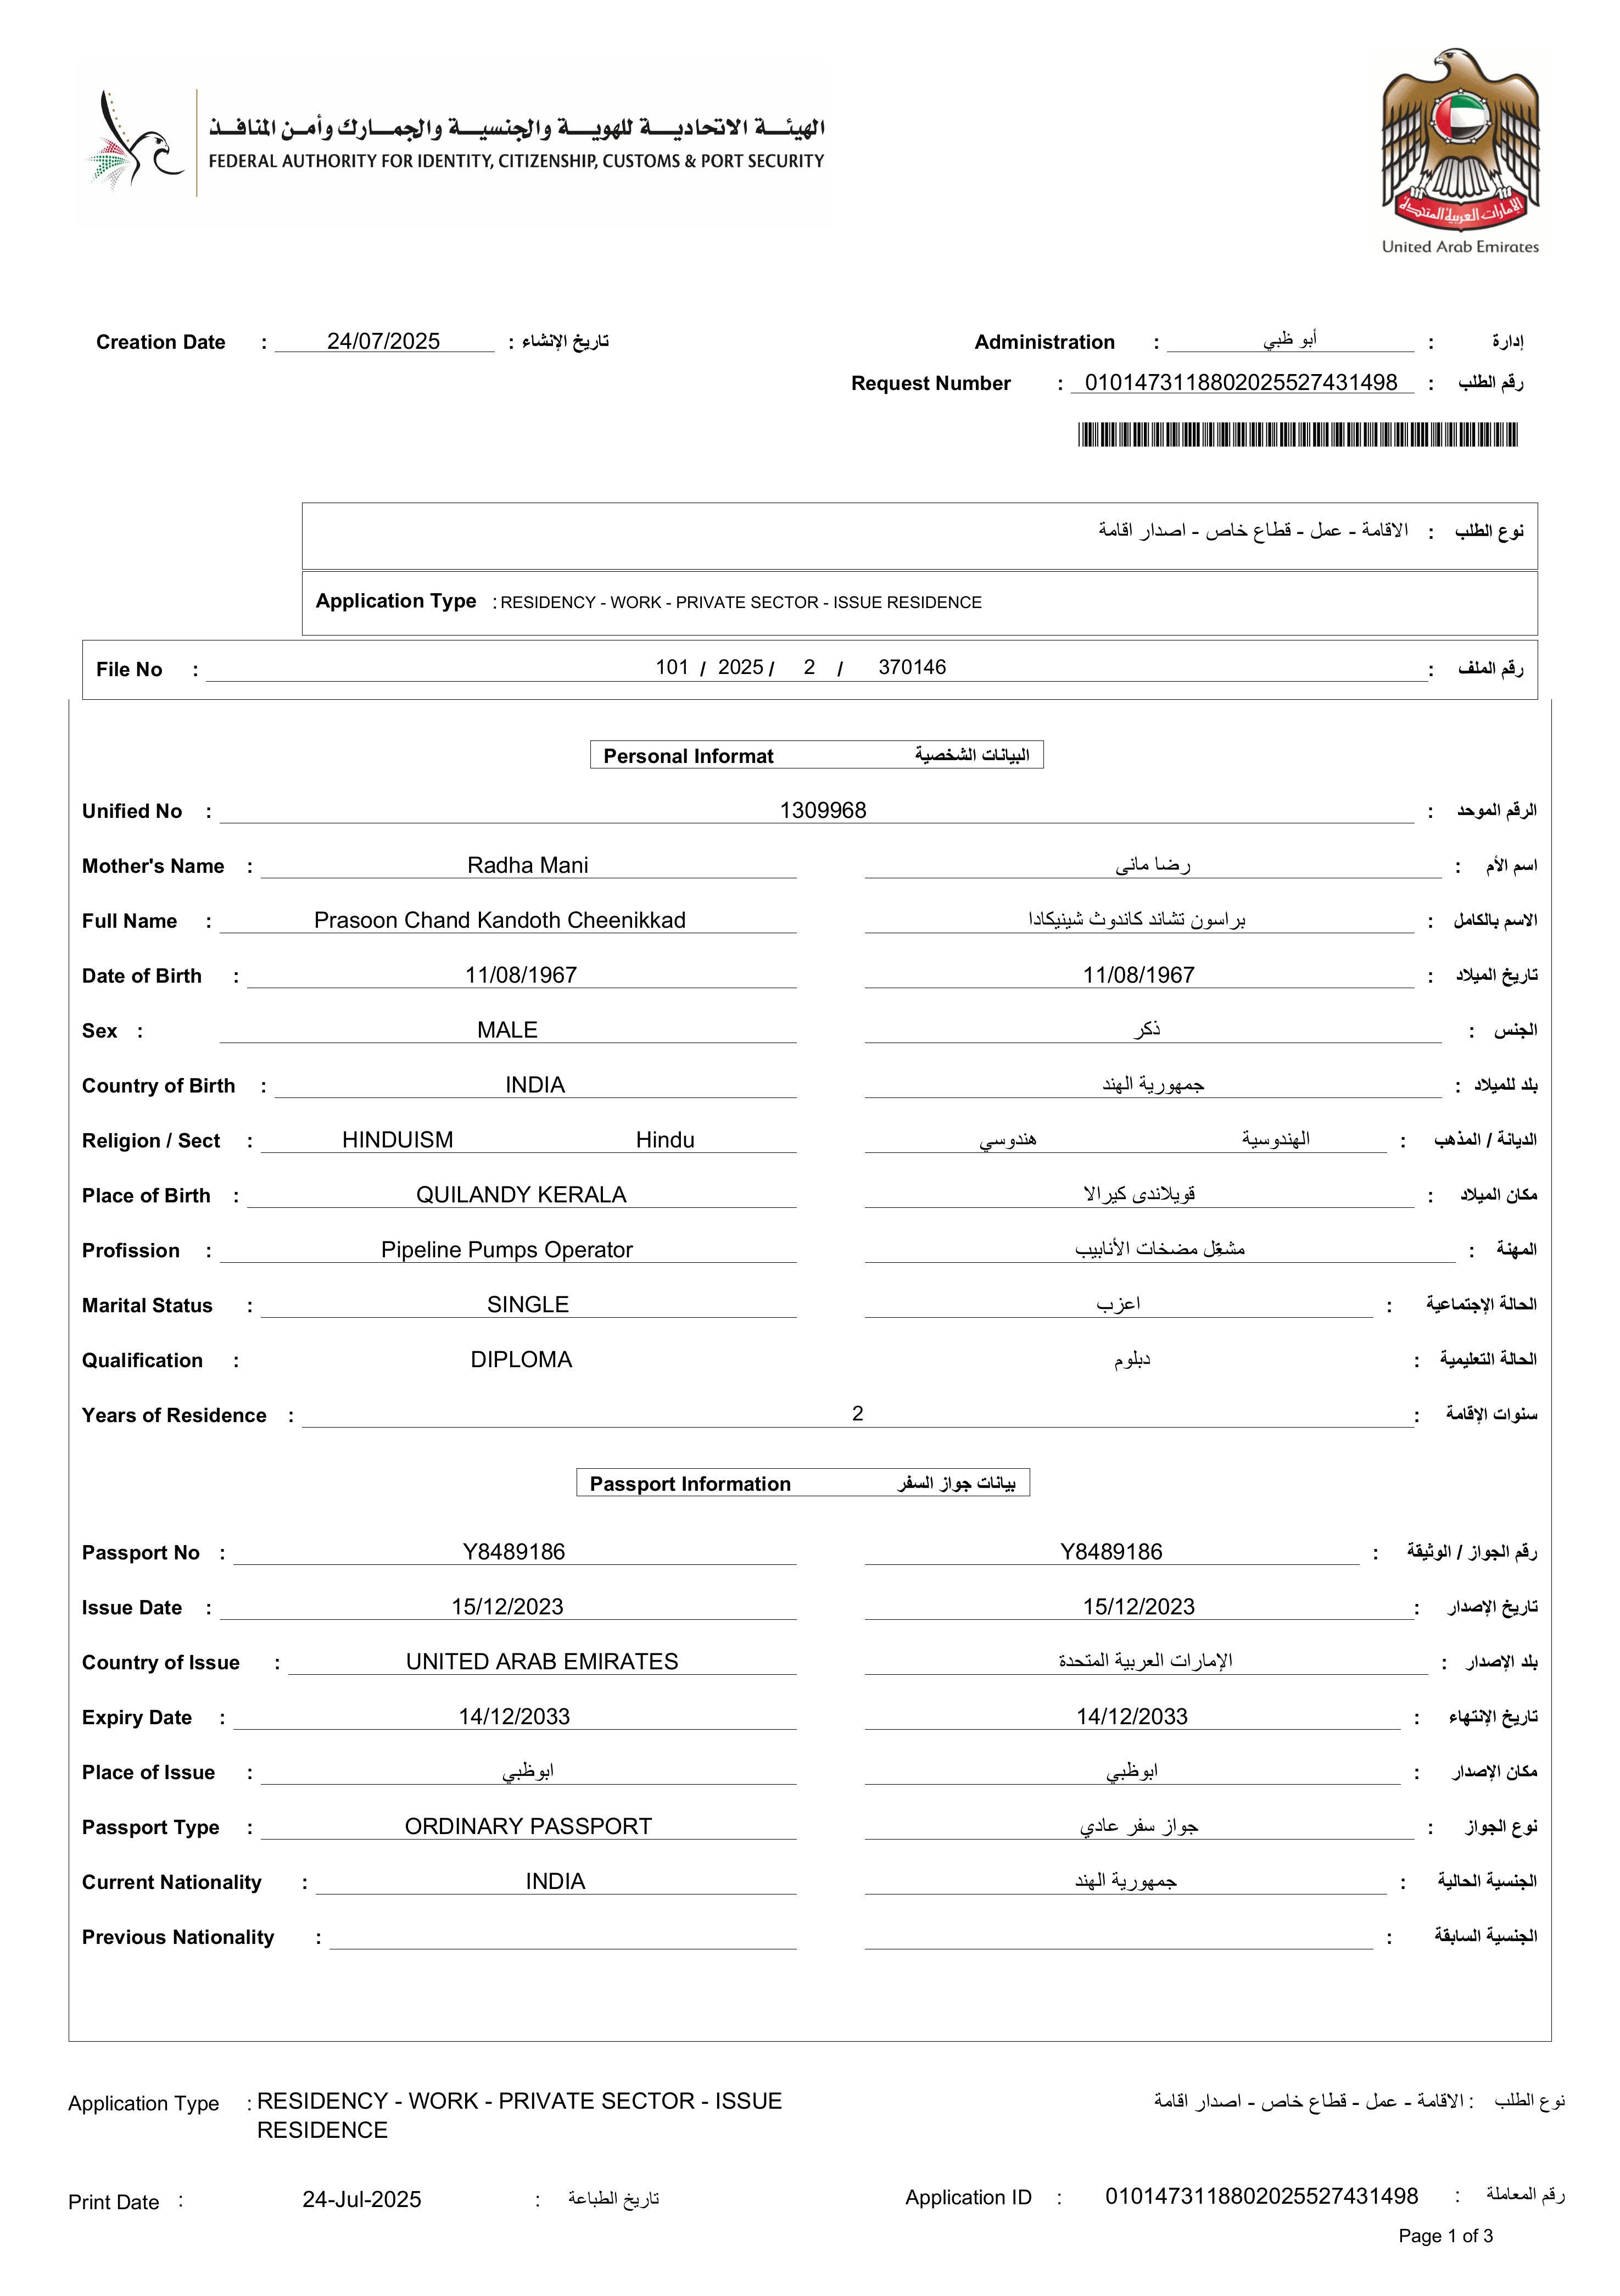 الهيئة الاتحادية للهوية والجنسية والجمارك وأمن المنافذ
FEDERAL AUTHORITY FOR IDENTITY, CITIZENSHIP, CUSTOMS & PORT SECURITY
الإمارات العربية المتحدة
United Arab Emirates
Creation Date : 24/07/2025 : تاريخ الإنشاء
Administration : أبو ظبي : إدارة
Request Number : 0101473118802025527431498 : رقم الطلب
نوع الطلب : الاقامة - عمل - قطاع خاص - اصدار اقامة
Application Type : RESIDENCY - WORK - PRIVATE SECTOR - ISSUE RESIDENCE
File No : 101 / 2025 / 2 / 370146 : رقم الملف
Personal Informat البيانات الشخصية
Unified No : 1309968 : الرقم الموحد
Mother's Name : Radha Mani رضا مانى : اسم الأم
Full Name : Prasoon Chand Kandoth Cheenikkad براسون تشاند كاندوث شينيكادا : الاسم بالكامل
Date of Birth : 11/08/1967 11/08/1967 : تاريخ الميلاد
Sex : MALE ذكر : الجنس
Country of Birth : INDIA جمهورية الهند : بلد للميلاد
Religion / Sect : HINDUISM Hindu هندوسي الهندوسية : الديانة / المذهب
Place of Birth : QUILANDY KERALA قويلاندى كيرالا : مكان الميلاد
Profission : Pipeline Pumps Operator مشغّل مضخات الأنابيب : المهنة
Marital Status : SINGLE اعزب : الحالة الإجتماعية
Qualification : DIPLOMA دبلوم : الحالة التعليمية
Years of Residence : 2 : سنوات الإقامة
Passport Information بيانات جواز السفر
Passport No : Y8489186 Y8489186 : رقم الجواز / الوثيقة
Issue Date : 15/12/2023 15/12/2023 : تاريخ الإصدار
Country of Issue : UNITED ARAB EMIRATES الإمارات العربية المتحدة : بلد الإصدار
Expiry Date : 14/12/2033 14/12/2033 : تاريخ الإنتهاء
Place of Issue : ابوظبي ابوظبي : مكان الإصدار
Passport Type : ORDINARY PASSPORT جواز سفر عادي : نوع الجواز
Current Nationality : INDIA جمهورية الهند : الجنسية الحالية
Previous Nationality : : الجنسية السابقة
Application Type : RESIDENCY - WORK - PRIVATE SECTOR - ISSUE
RESIDENCE
نوع الطلب : الاقامة - عمل - قطاع خاص - اصدار اقامة
Print Date : 24-Jul-2025 : تاريخ الطباعة
Application ID : 0101473118802025527431498 : رقم المعاملة
Page 1 of 3